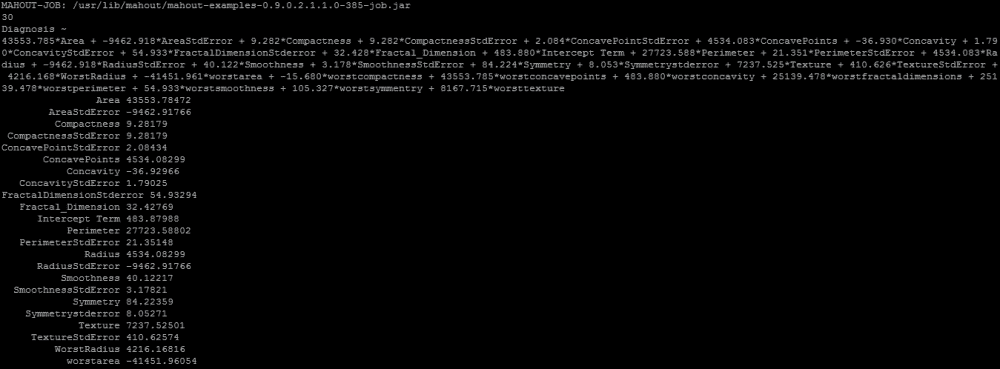 MAHOUT-JOB: /usr/lib/mahout/mahout-examples-0.9.0.2.1.1.0-385-job.jar
30
Diagnosis ~
43553.785*Area + -9462.918*AreaStdError + 9.282*Compactness + 9.282*CompactnessStdError + 2.084*ConcavePointStdError + 4534.083*ConcavePoints + -36.930*Concavity + 1.79
0*ConcavityStdError + 54.933*FractalDimensionStderror + 32.428*Fractal_Dimension + 483.880*Intercept Term + 27723.588*Perimeter + 21.351*PerimeterStdError + 4534.083*Ra
dius + -9462.918*RadiusStdError + 40.122*Smoothness + 3.178*SmoothnessStdError + 84.224*Symmetry + 8.053*Symmetrystderror + 7237.525*Texture + 410.626*TextureStdError +
4216.168*WorstRadius + -41451.961*worstarea + -15.680*worstcompactness + 43553.785*worstconcavepoints + 483.880*worstconcavity + 25139.478*worstfractaldimensions + 251
39.478*worstperimeter + 54.933*worstsmoothness + 105.327*worstsymmentry + 8167.715*worsttexture
Area 43553.78472
AreaStdError -9462.91766
Compactness 9.28179
CompactnessStdError 9.28179
ConcavePointStdError 2.08434
ConcavePoints 4534.08299
Concavity -36.92966
ConcavityStdError 1.79025
FractalDimensionStderror 54.93294
Fractal_Dimension 32.42769
Intercept Term 483.87988
Perimeter 27723.58802
PerimeterStdError 21.35148
Radius 4534.08299
RadiusStdError -9462.91766
Smoothness 40.12217
SmoothnessStdError 3.17821
Symmetry 84.22359
Symmetrystderror 8.05271
Texture 7237.52501
TextureStdError 410.62574
WorstRadius 4216.16816
worstarea -41451.96054